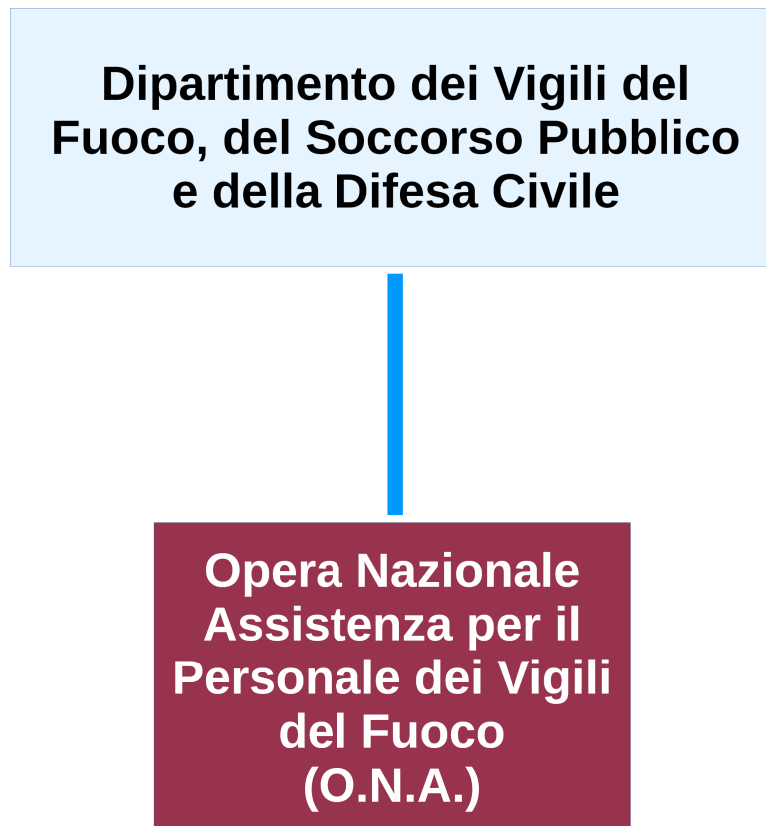 Dipartimento dei Vigili del
Fuoco, del Soccorso Pubblico
e della Difesa Civile
Opera Nazionale
Assistenza per il
Personale dei Vigili
del Fuoco
(O.N.A.)